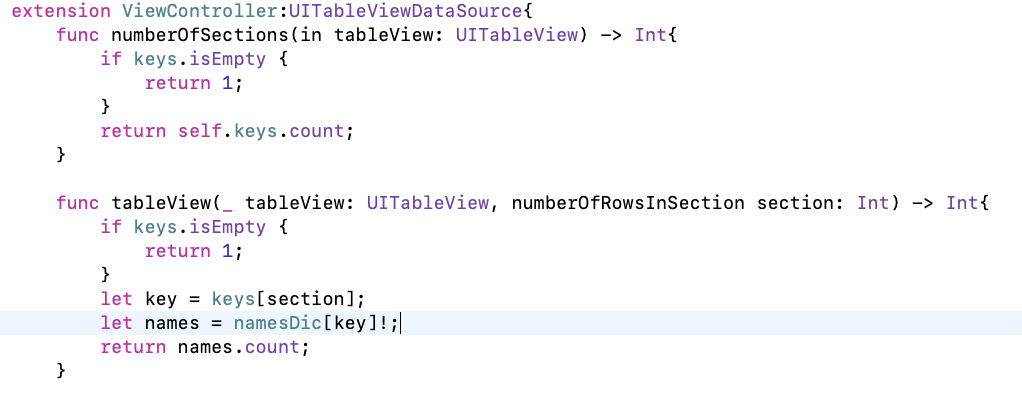 extension ViewController:UITableViewDataSource{
    func numberOfSections(in tableView: UITableView) -> Int{
        if keys.isEmpty {
            return 1;
        }
        return self.keys.count;
    }

    func tableView(_ tableView: UITableView, numberOfRowsInSection section: Int) -> Int{
        if keys.isEmpty {
            return 1;
        }
        let key = keys[section];
        let names = namesDic[key]!;
        return names.count;
    }